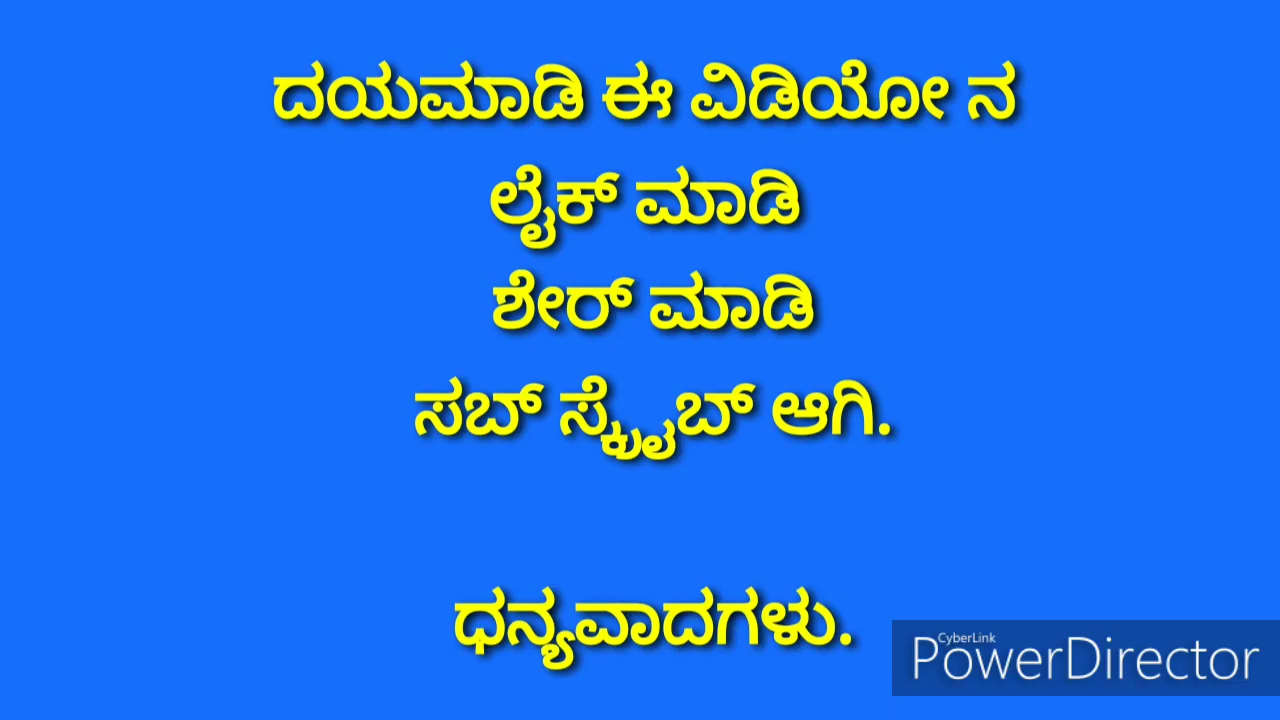 ದಯಮಾಡಿ ಈ ವಿಡಿಯೋ ನ
ಲೈಕ್ ಮಾಡಿ
ಶೇರ್ ಮಾಡಿ
ಸಬ್ ಸ್ಕ್ರೈಬ್ ಆಗಿ.
ಧನ್ಯವಾದಗಳು.
CyberLink
PowerDirector